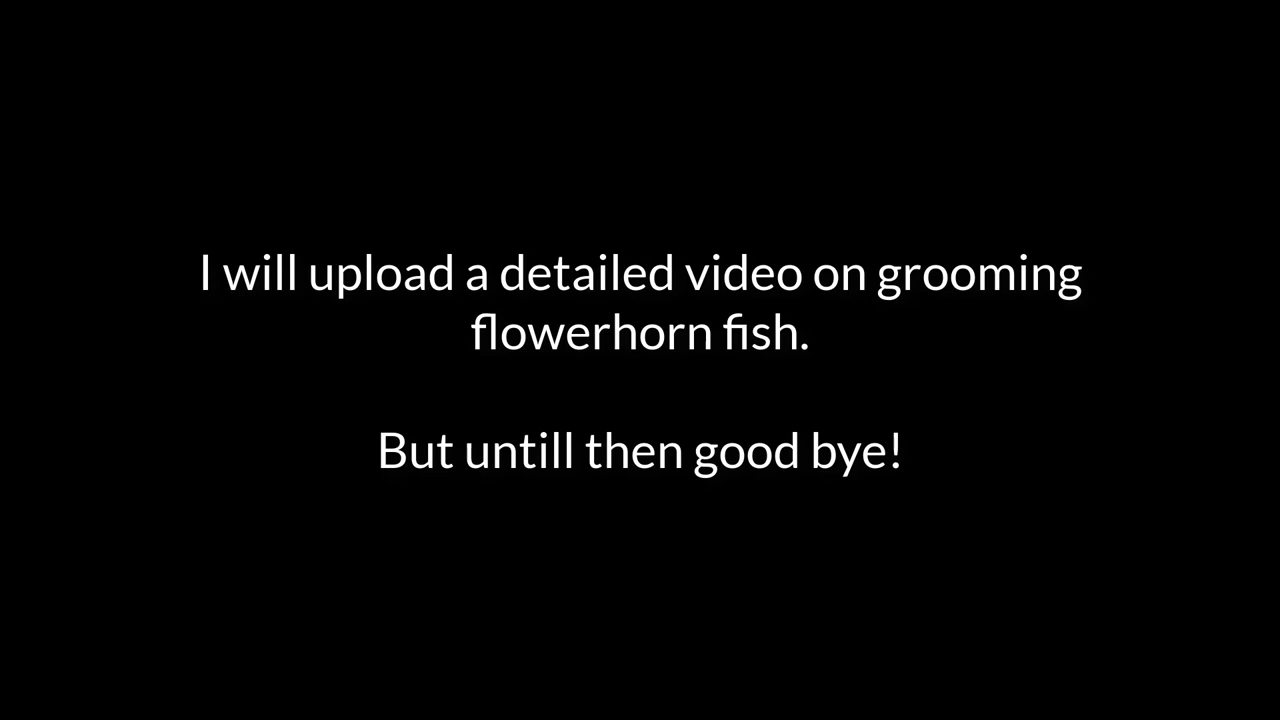 I will upload a detailed video on grooming
flowerhorn fish.
But untill then good bye!